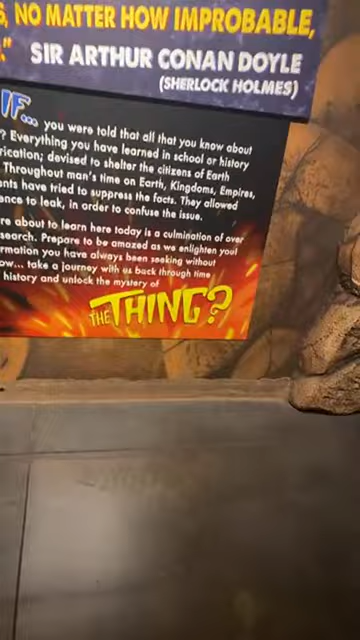 , NO MATTER HOW IMPROBABLE,
."
SIR ARTHUR CONAN DOYLE
(SHERLOCK HOLMES)
IF... you were told that all that you know about
? Everything you have learned in school or history
rication; devised to shelter the citizens of Earth
Throughout man's time on Earth, Kingdoms, Empires,
nts have tried to suppress the facts. They allowed
ence to leak, in order to confuse the issue.
re about to learn here today is a culmination of over
search. Prepare to be amazed as we enlighten you!
rmation you have always been seeking without
ow... take a journey with us back through time
history and unlock the mystery of
THE THING?